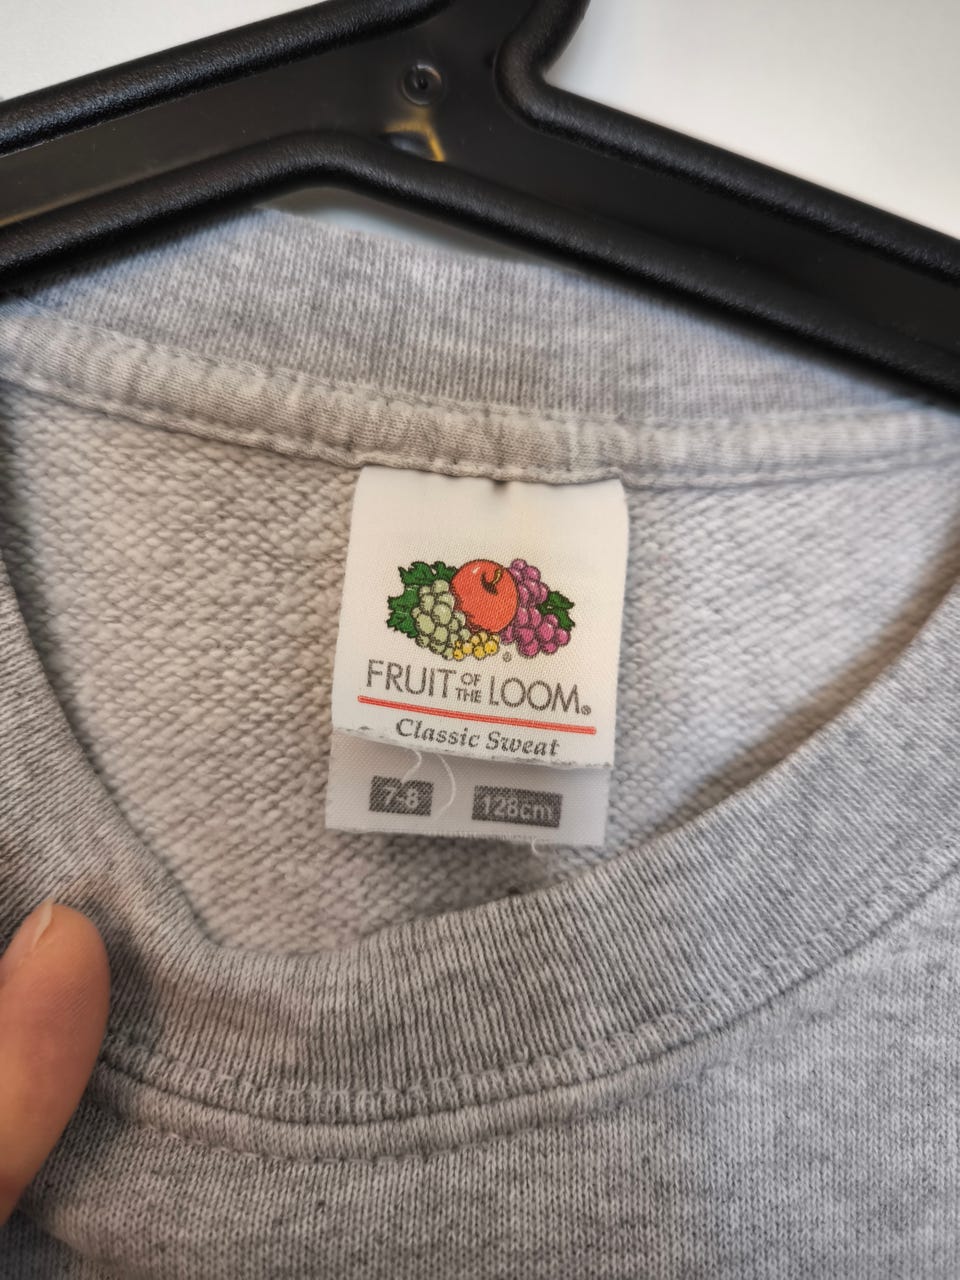 FRUIT OF THE LOOM®
Classic Sweat
7-8 128cm